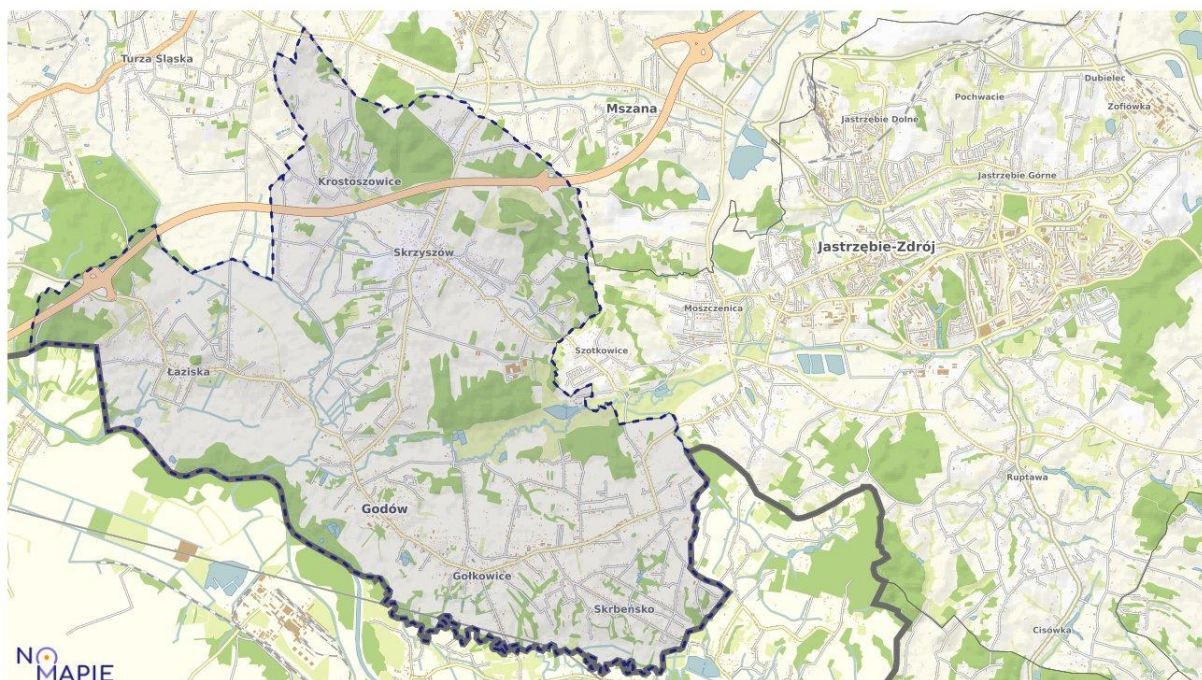 Turza Śląska
Mszana
Dubielec
Pochwacie
Zofiówka
Jastrzębie Dolne
Krostoszowice
Jastrzębie Górne
Skrzyszów
Jastrzębie-Zdrój
Moszczenica
Szotkowice
Łaziska
Ruptawa
Godów
Gołkowice
Skrbeńsko
Cisówka
NO
MAPIE